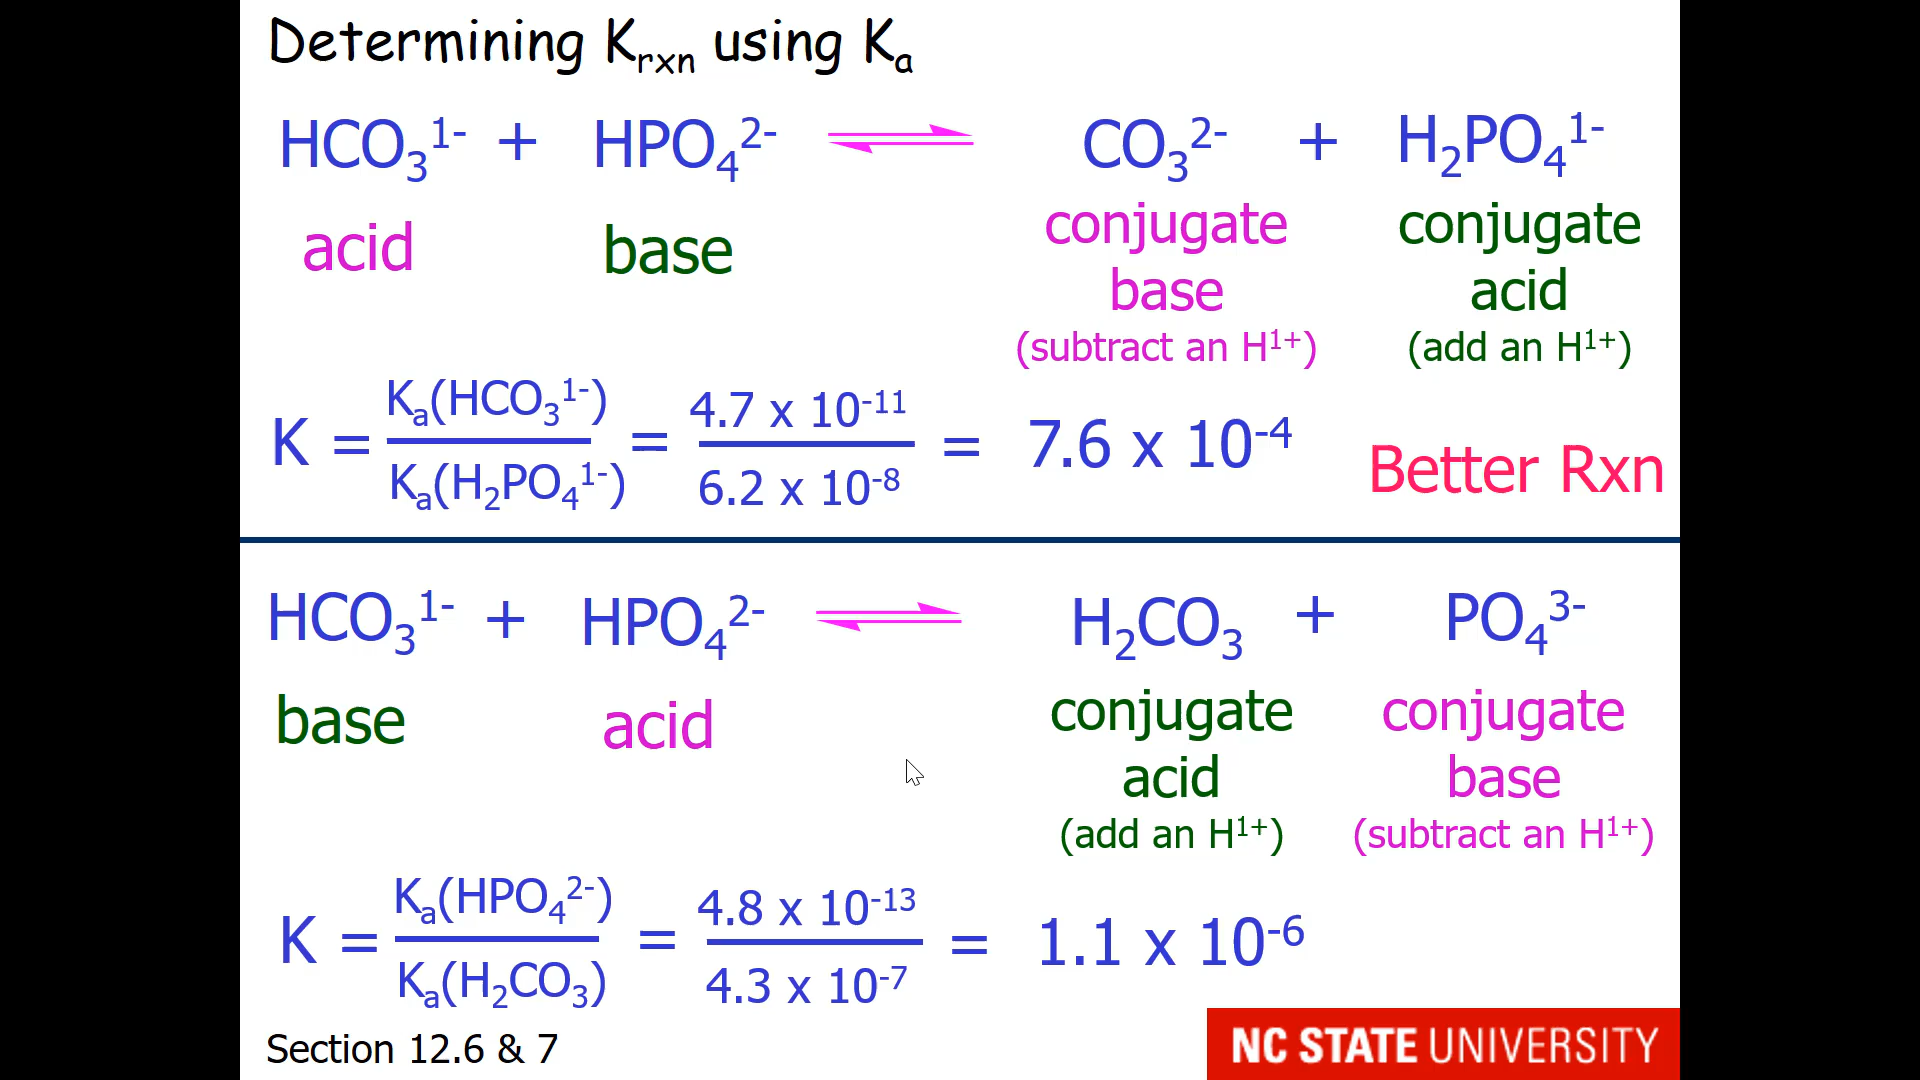 Determining Krxn using Ka
HCO₃¹⁻ + HPO₄²⁻ ⇌ CO₃²⁻ + H₂PO₄¹⁻
acid base conjugate base (subtract an H¹⁺) conjugate acid (add an H¹⁺)
K = Ka(HCO₃¹⁻) / Ka(H₂PO₄¹⁻) = 4.7 x 10⁻¹¹ / 6.2 x 10⁻⁸ = 7.6 x 10⁻⁴ Better Rxn
HCO₃¹⁻ + HPO₄²⁻ ⇌ H₂CO₃ + PO₄³⁻
base acid conjugate acid (add an H¹⁺) conjugate base (subtract an H¹⁺)
K = Ka(HPO₄²⁻) / Ka(H₂CO₃) = 4.8 x 10⁻¹³ / 4.3 x 10⁻⁷ = 1.1 x 10⁻⁶
Section 12.6 & 7
NC STATE UNIVERSITY